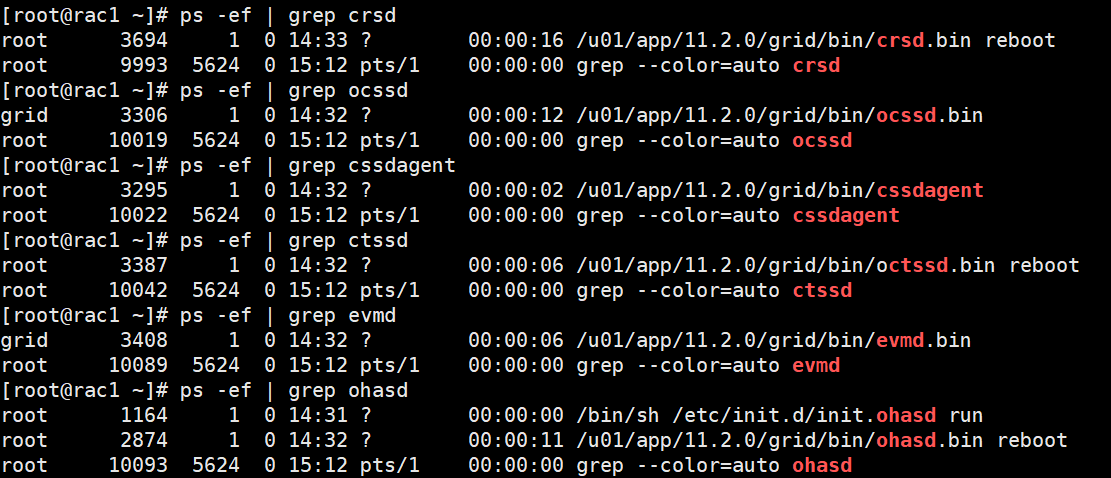 [root@rac1 ~]# ps -ef | grep crsd
root      3694     1  0 14:33 ?        00:00:16 /u01/app/11.2.0/grid/bin/crsd.bin reboot
root      9993  5624  0 15:12 pts/1    00:00:00 grep --color=auto crsd
[root@rac1 ~]# ps -ef | grep ocssd
grid      3306     1  0 14:32 ?        00:00:12 /u01/app/11.2.0/grid/bin/ocssd.bin
root     10019  5624  0 15:12 pts/1    00:00:00 grep --color=auto ocssd
[root@rac1 ~]# ps -ef | grep cssdagent
root      3295     1  0 14:32 ?        00:00:02 /u01/app/11.2.0/grid/bin/cssdagent
root     10022  5624  0 15:12 pts/1    00:00:00 grep --color=auto cssdagent
[root@rac1 ~]# ps -ef | grep ctssd
root      3387     1  0 14:32 ?        00:00:06 /u01/app/11.2.0/grid/bin/octssd.bin reboot
root     10042  5624  0 15:12 pts/1    00:00:00 grep --color=auto ctssd
[root@rac1 ~]# ps -ef | grep evmd
grid      3408     1  0 14:32 ?        00:00:06 /u01/app/11.2.0/grid/bin/evmd.bin
root     10089  5624  0 15:12 pts/1    00:00:00 grep --color=auto evmd
[root@rac1 ~]# ps -ef | grep ohasd
root      1164     1  0 14:31 ?        00:00:00 /bin/sh /etc/init.d/init.ohasd run
root      2874     1  0 14:32 ?        00:00:11 /u01/app/11.2.0/grid/bin/ohasd.bin reboot
root     10093  5624  0 15:12 pts/1    00:00:00 grep --color=auto ohasd